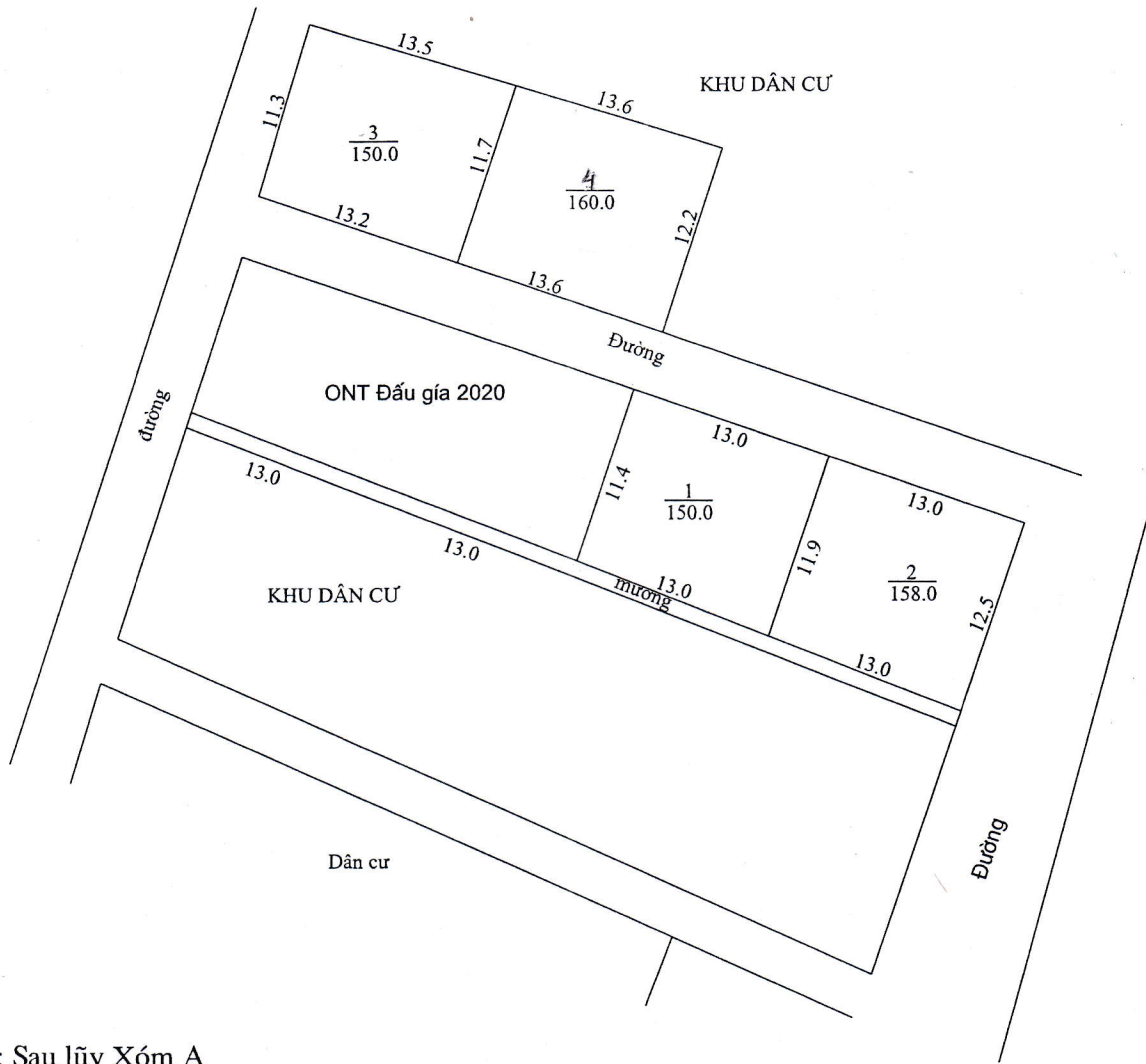 13.5
KHU DÂN CƯ
13.6
11.3
3
150.0
11.7
4
160.0
12.2
13.2
13.6
Đường
ONT Đấu gía 2020
đường
13.0
13.0
11.4
1
150.0
13.0
13.0
11.9
2
158.0
12.5
13.0
mương
13.0
KHU DÂN CƯ
13.0
Đường
Dân cư
: Sau lũy Xóm A